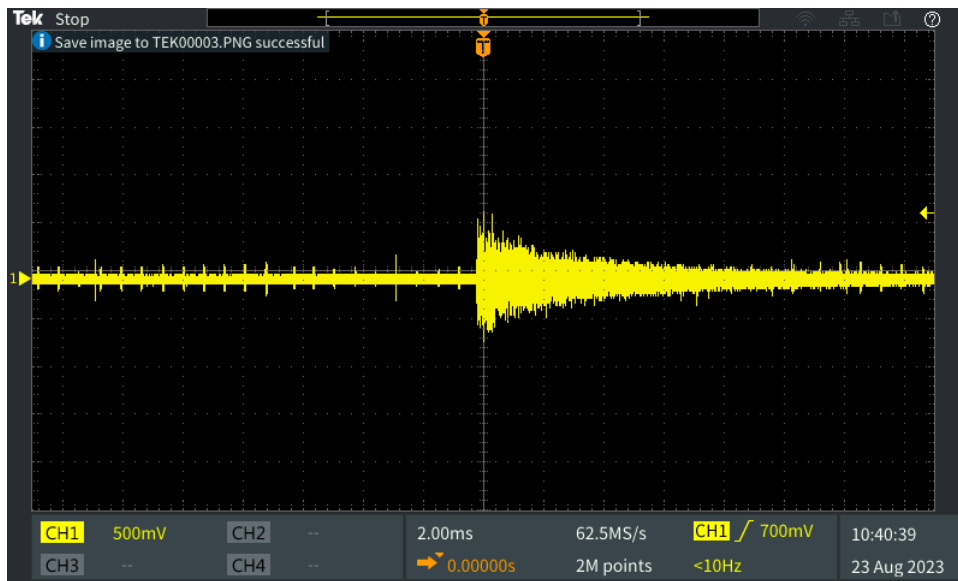 Tek Stop
T
i Save image to TEK00003.PNG successful
T
1
CH1 500mV CH2 -- 2.00ms 62.5MS/s CH1 700mV 10:40:39
CH3 -- CH4 -- 0.00000s 2M points <10Hz 23 Aug 2023